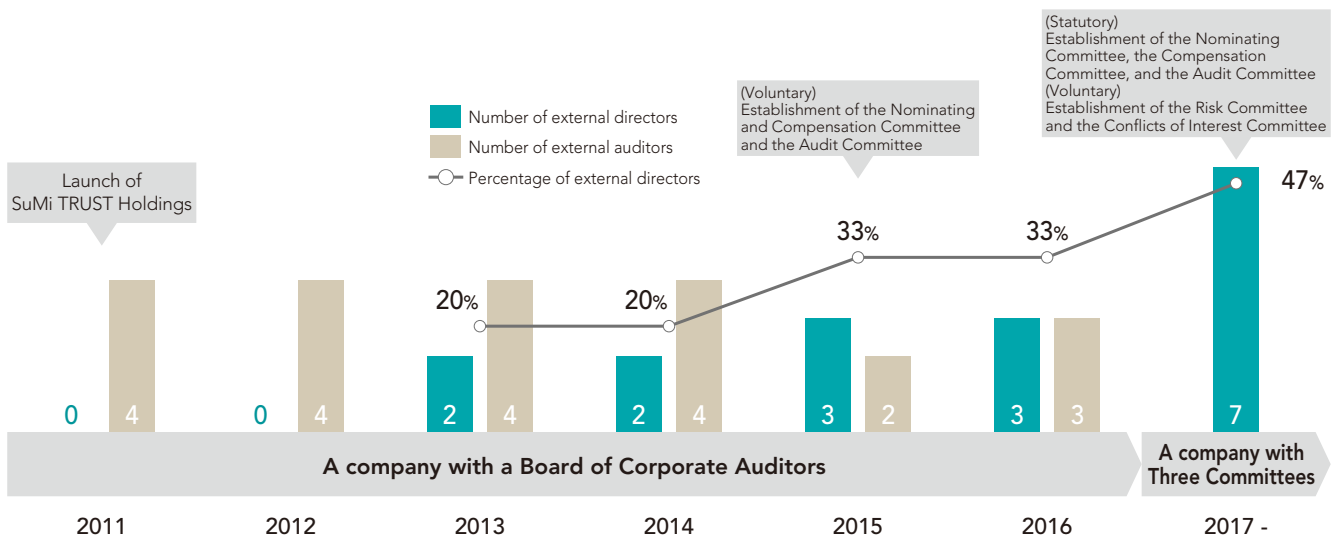 (Statutory)
Establishment of the Nominating
Committee, the Compensation
Committee, and the Audit Committee
(Voluntary)
Establishment of the Risk Committee
and the Conflicts of Interest Committee
(Voluntary)
Establishment of the Nominating
and Compensation Committee
and the Audit Committee
Number of external directors
Number of external auditors
Percentage of external directors
Launch of
SuMi TRUST Holdings
47%
33%
33%
20%
20%
0 4 0 4 2 4 2 4 3 2 3 3 7
A company with a Board of Corporate Auditors
A company with
Three Committees
2011 2012 2013 2014 2015 2016 2017 -